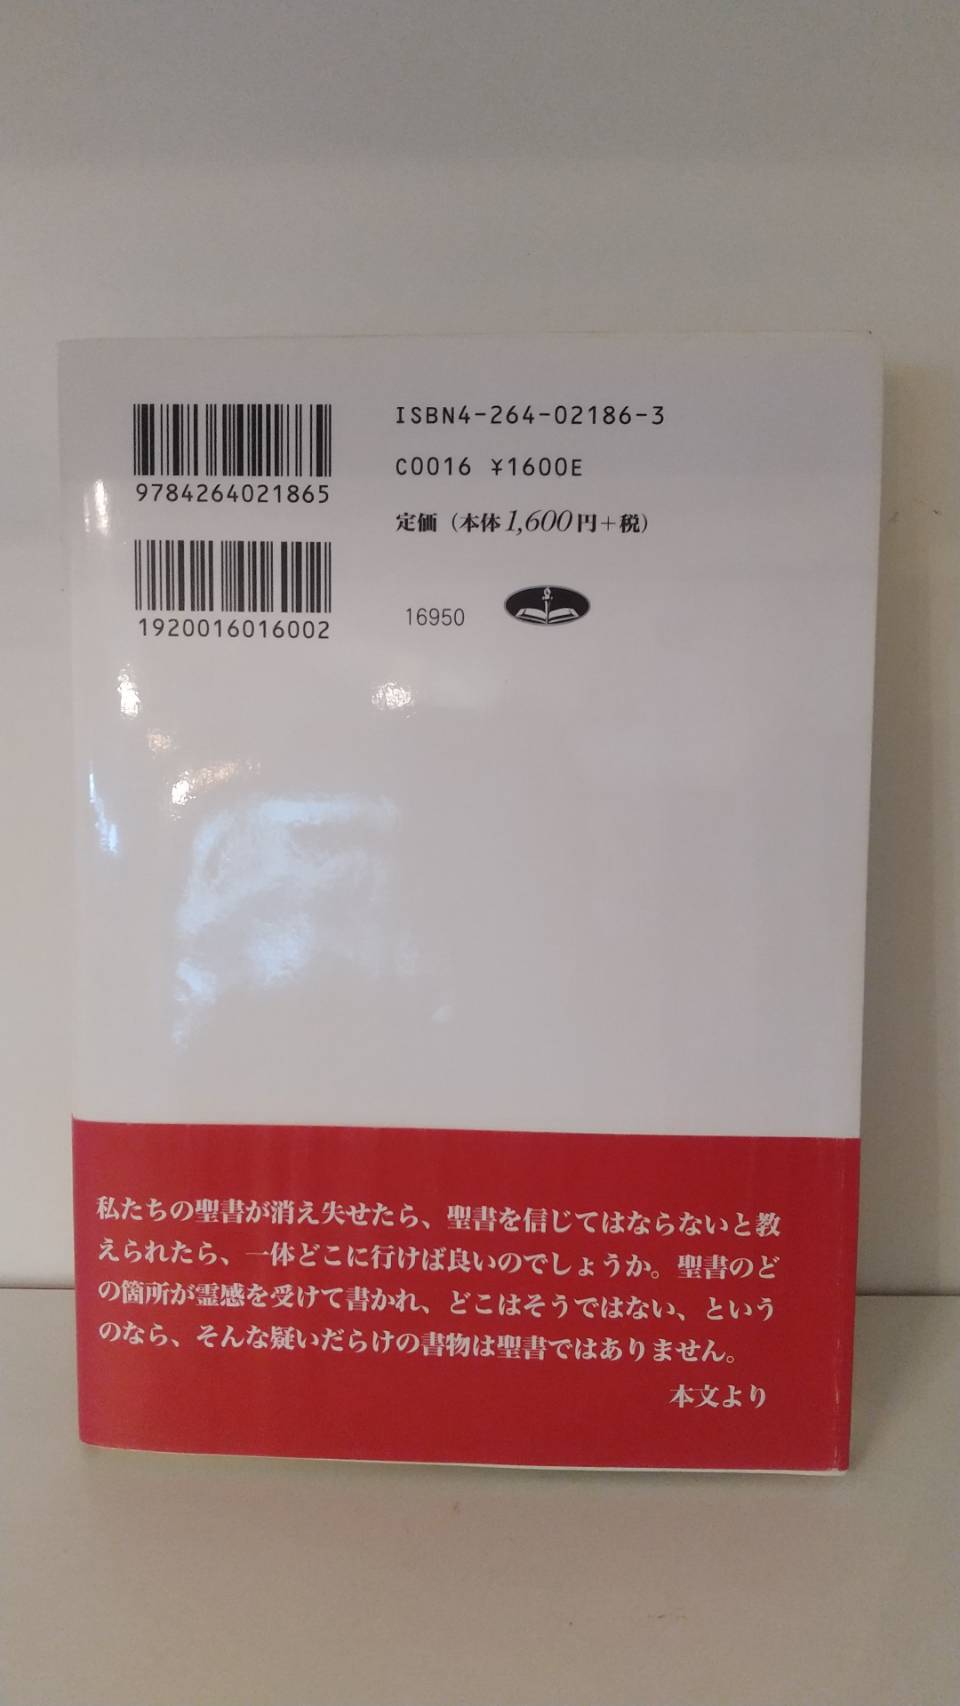 ISBN4-264-02186-3
C0016 ¥1600E
定価（本体1,600円＋税）
9784264021865
1920016016002
16950
私たちの聖書が消え失せたら、聖書を信じてはならないと教
えられたら、一体どこに行けば良いのでしょうか。聖書のど
の箇所が霊感を受けて書かれ、どこはそうではない、という
のなら、そんな疑いだらけの書物は聖書ではありません。
本文より